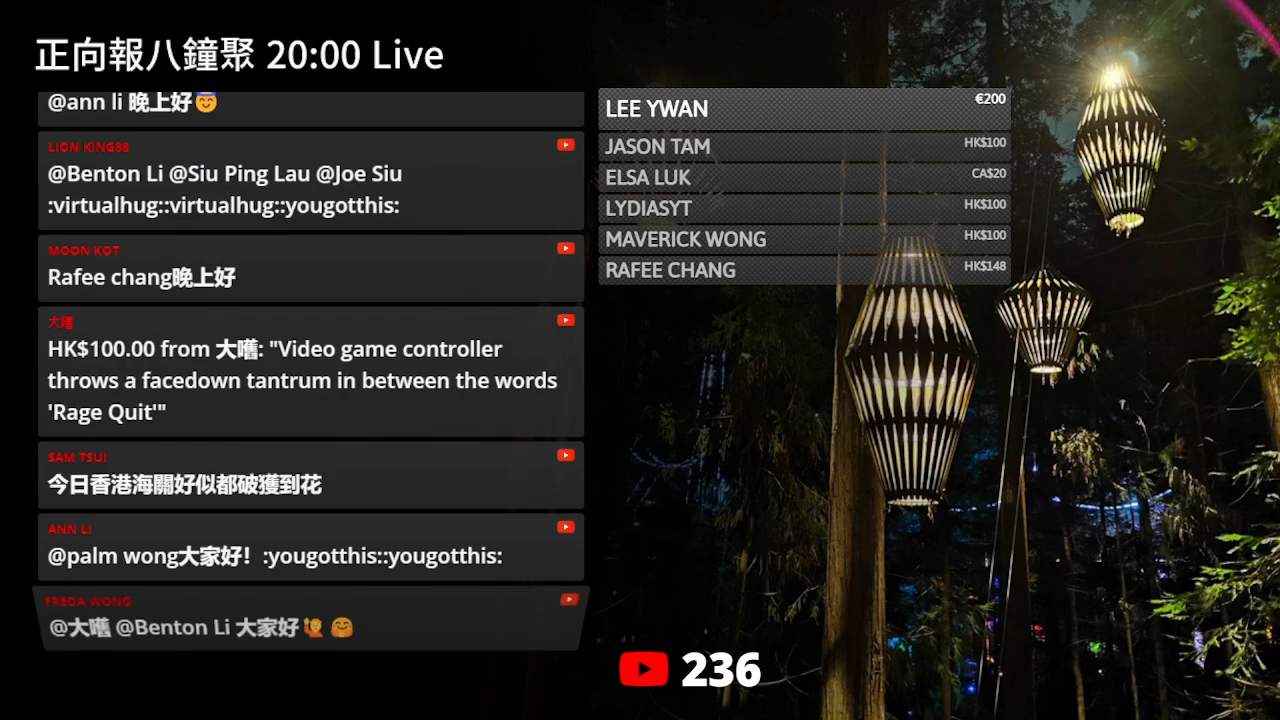 正向報八鐘聚 20:00 Live
@ann li 晚上好😇
LION KING88
@Benton Li @Siu Ping Lau @Joe Siu
:virtualhug::virtualhug::yougotthis:
MOON KOT
Rafee chang晚上好
大嚿
HK$100.00 from 大嚿: "Video game controller
throws a facedown tantrum in between the words
'Rage Quit'"
SAM TSUI
今日香港海關好似都破獲到花
ANN LI
@palm wong大家好！:yougotthis::yougotthis:
FREDA WONG
@大嚿 @Benton Li 大家好🙋🤗
LEE YWAN €200
JASON TAM HK$100
ELSA LUK CA$20
LYDIASYT HK$100
MAVERICK WONG HK$100
RAFEE CHANG HK$148
236